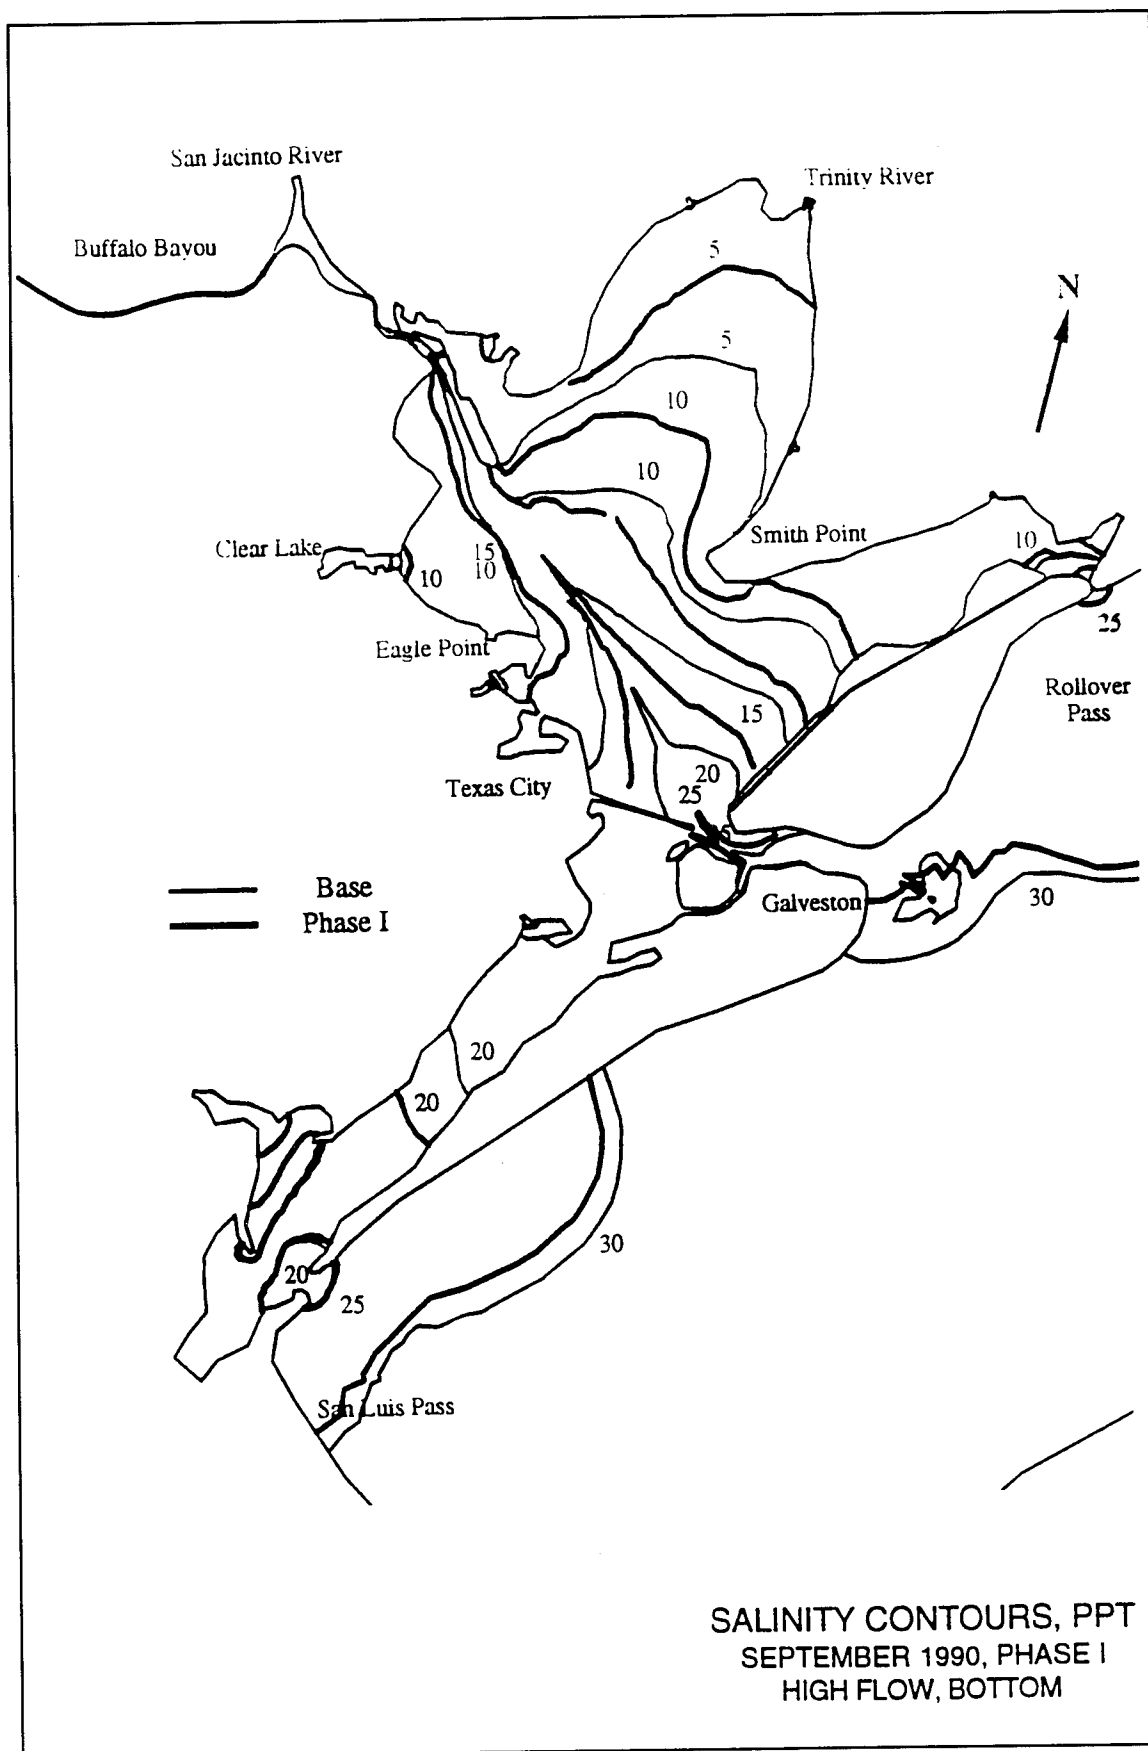 San Jacinto River
Trinity River
Buffalo Bayou
5
N
5
10
10
Smith Point
Clear Lake
15
10
10
10
25
Eagle Point
Rollover
Pass
15
Texas City
20
25
Base
Phase I
Galveston
30
20
20
30
20
25
San Luis Pass
SALINITY CONTOURS, PPT
SEPTEMBER 1990, PHASE I
HIGH FLOW, BOTTOM